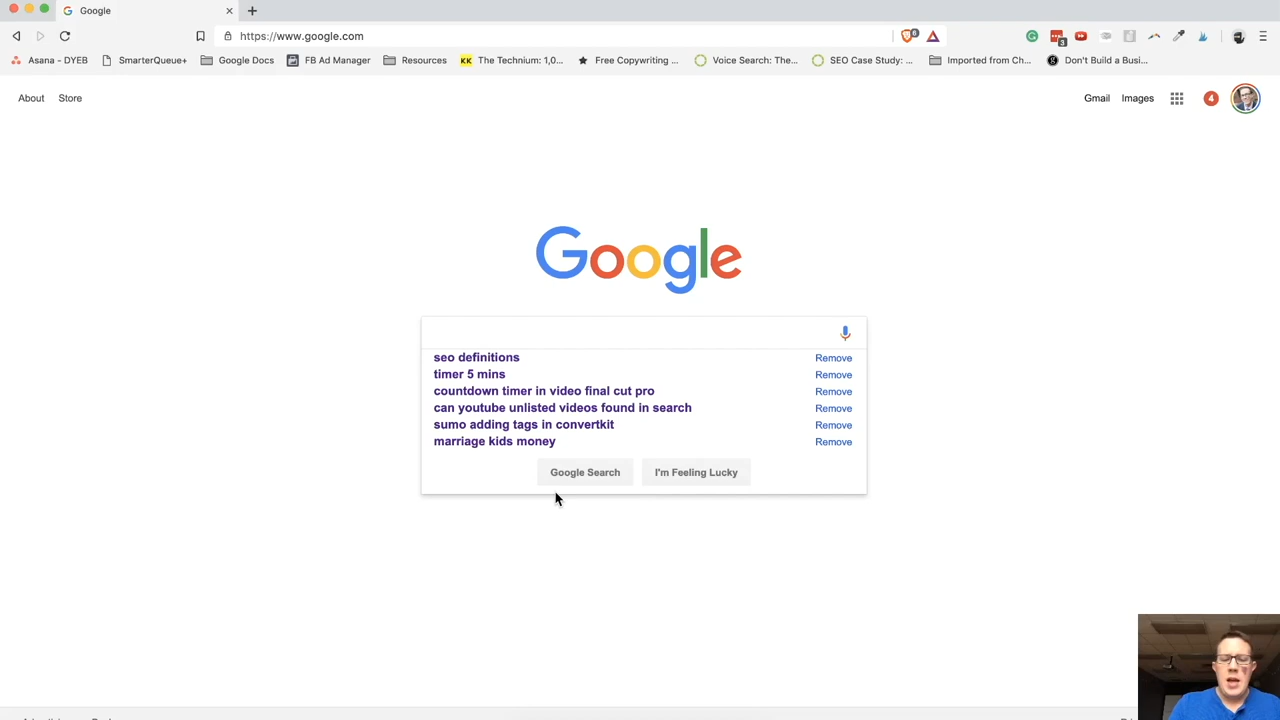 Google
https://www.google.com
6
3
Asana - DYEB
SmarterQueue+
Google Docs
FB Ad Manager
Resources
KK
The Technium: 1,0...
Free Copywriting ...
Voice Search: The...
SEO Case Study: ...
Imported from Ch...
Don't Build a Busi...
About
Store
Gmail
Images
4
Google
seo definitions
Remove
timer 5 mins
Remove
countdown timer in video final cut pro
Remove
can youtube unlisted videos found in search
Remove
sumo adding tags in convertkit
Remove
marriage kids money
Remove
Google Search
I'm Feeling Lucky